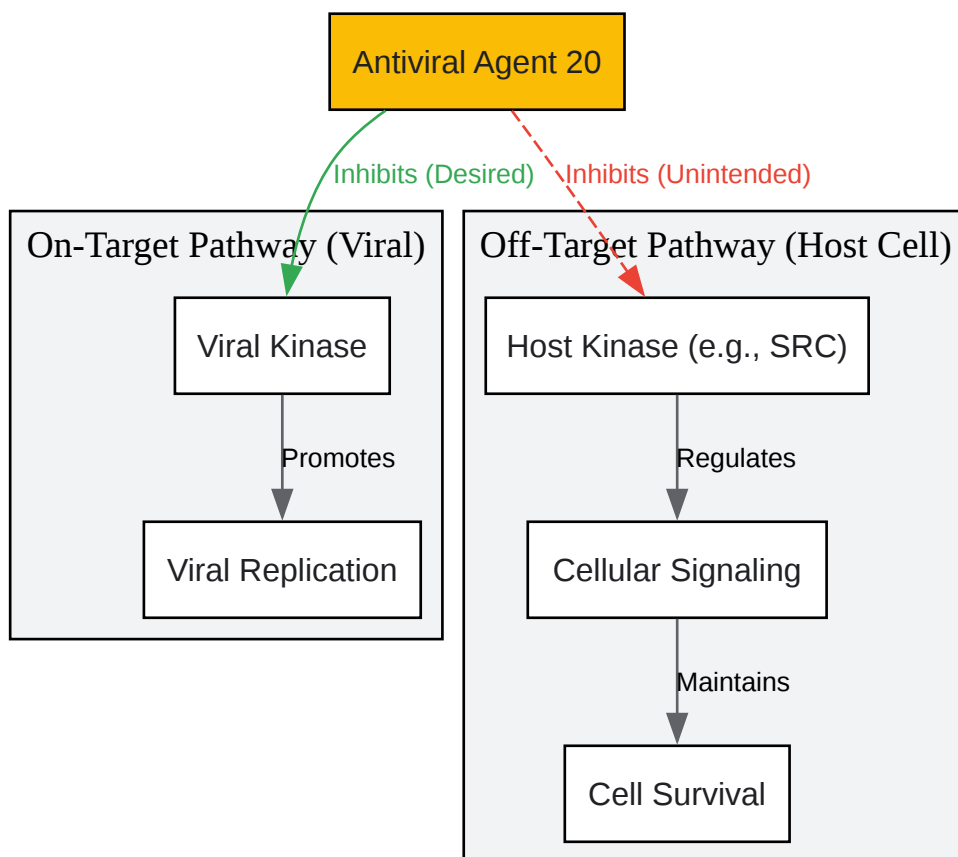 Antiviral Agent 20
Inhibits (Desired)
Inhibits (Unintended)
On-Target Pathway (Viral)
Off-Target Pathway (Host Cell)
Viral Kinase
Host Kinase (e.g., SRC)
Promotes
Regulates
Viral Replication
Cellular Signaling
Maintains
Cell Survival